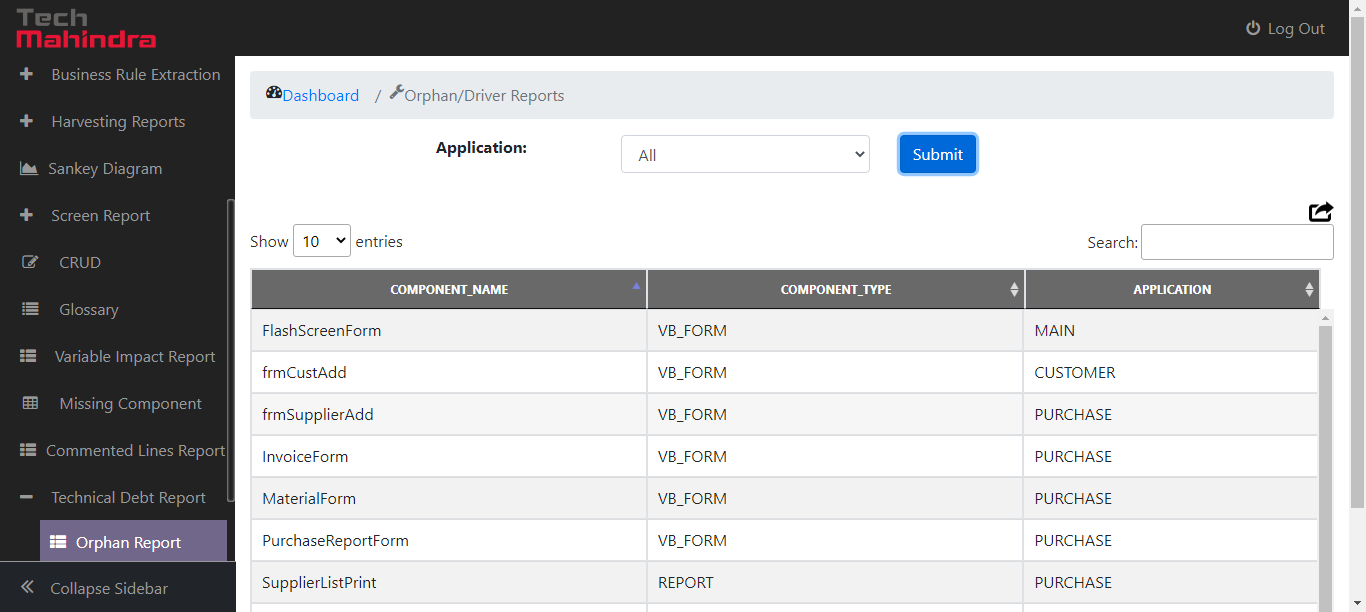 Tech
Mahindra
Log Out
Business Rule Extraction
Harvesting Reports
Sankey Diagram
Screen Report
CRUD
Glossary
Variable Impact Report
Missing Component
Commented Lines Report
Technical Debt Report
Orphan Report
Collapse Sidebar
Dashboard / Orphan/Driver Reports
Application: All Submit
Show 10 entries Search:
COMPONENT_NAME COMPONENT_TYPE APPLICATION
FlashScreenForm VB_FORM MAIN
frmCustAdd VB_FORM CUSTOMER
frmSupplierAdd VB_FORM PURCHASE
InvoiceForm VB_FORM PURCHASE
MaterialForm VB_FORM PURCHASE
PurchaseReportForm VB_FORM PURCHASE
SupplierListPrint REPORT PURCHASE